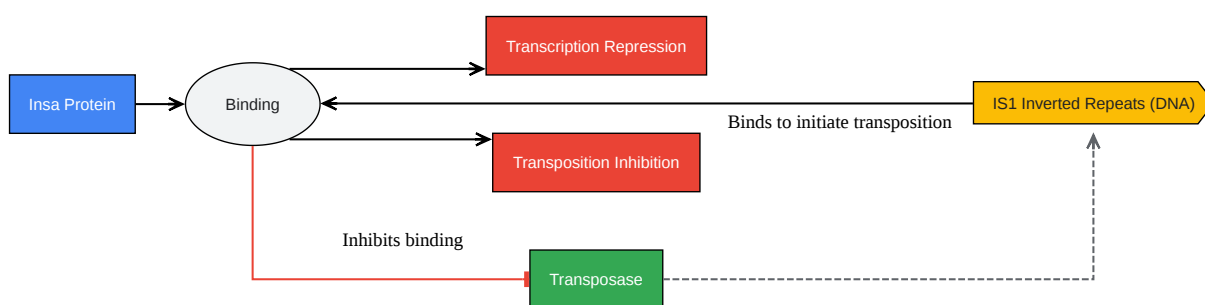 Transcription Repression
Insa Protein
Binding
IS1 Inverted Repeats (DNA)
Binds to initiate transposition
Transposition Inhibition
Inhibits binding
Transposase